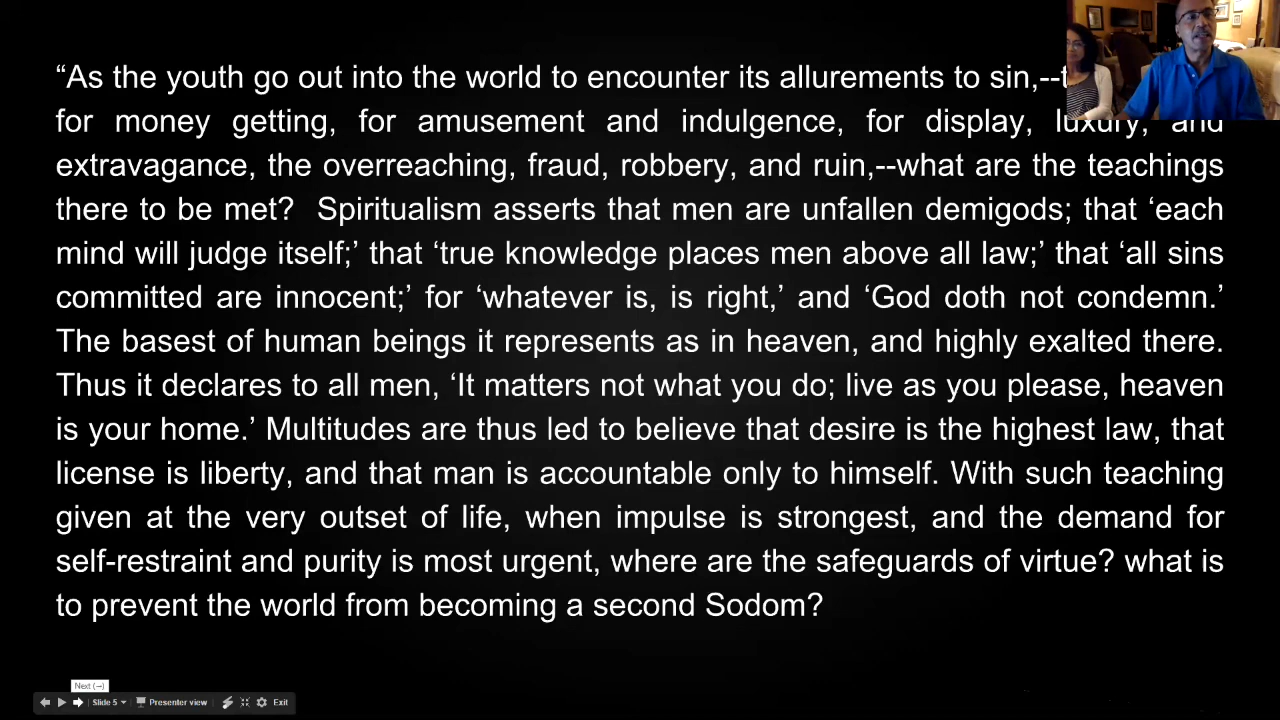 “As the youth go out into the world to encounter its allurements to sin,--
for money getting, for amusement and indulgence, for display, luxury, and
extravagance, the overreaching, fraud, robbery, and ruin,--what are the teachings
there to be met?  Spiritualism asserts that men are unfallen demigods; that ‘each
mind will judge itself;’ that ‘true knowledge places men above all law;’ that ‘all sins
committed are innocent;’ for ‘whatever is, is right,’ and ‘God doth not condemn.’
The basest of human beings it represents as in heaven, and highly exalted there.
Thus it declares to all men, ‘It matters not what you do; live as you please, heaven
is your home.’ Multitudes are thus led to believe that desire is the highest law, that
license is liberty, and that man is accountable only to himself. With such teaching
given at the very outset of life, when impulse is strongest, and the demand for
self-restraint and purity is most urgent, where are the safeguards of virtue? what is
to prevent the world from becoming a second Sodom?
Next (→)
Slide 5 Presenter view Exit